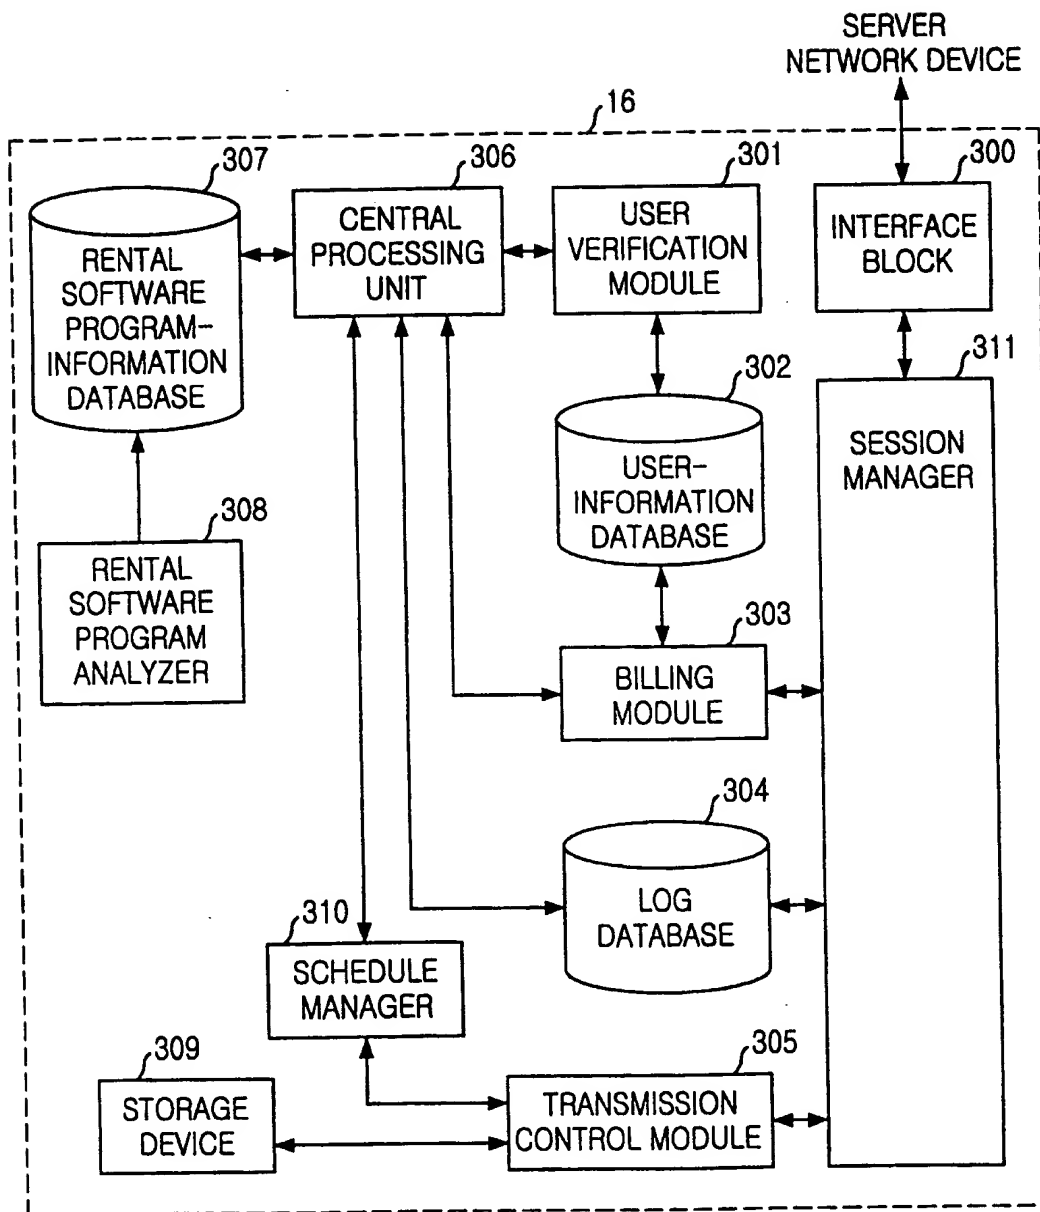 SERVER
NETWORK DEVICE
16
307
RENTAL
SOFTWARE
PROGRAM-
INFORMATION
DATABASE
306
CENTRAL
PROCESSING
UNIT
301
USER
VERIFICATION
MODULE
300
INTERFACE
BLOCK
302
USER-
INFORMATION
DATABASE
311
SESSION
MANAGER
308
RENTAL
SOFTWARE
PROGRAM
ANALYZER
303
BILLING
MODULE
304
LOG
DATABASE
310
SCHEDULE
MANAGER
309
STORAGE
DEVICE
305
TRANSMISSION
CONTROL MODULE